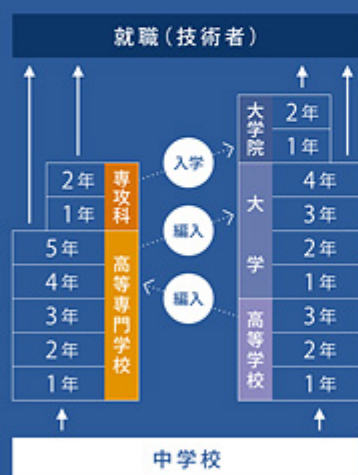 就職（技術者）
2年
1年
専攻科
5年
4年
3年
2年
1年
高等専門学校
入学
編入
編入
大学院
2年
1年
大学
4年
3年
2年
1年
高等学校
3年
2年
1年
中学校